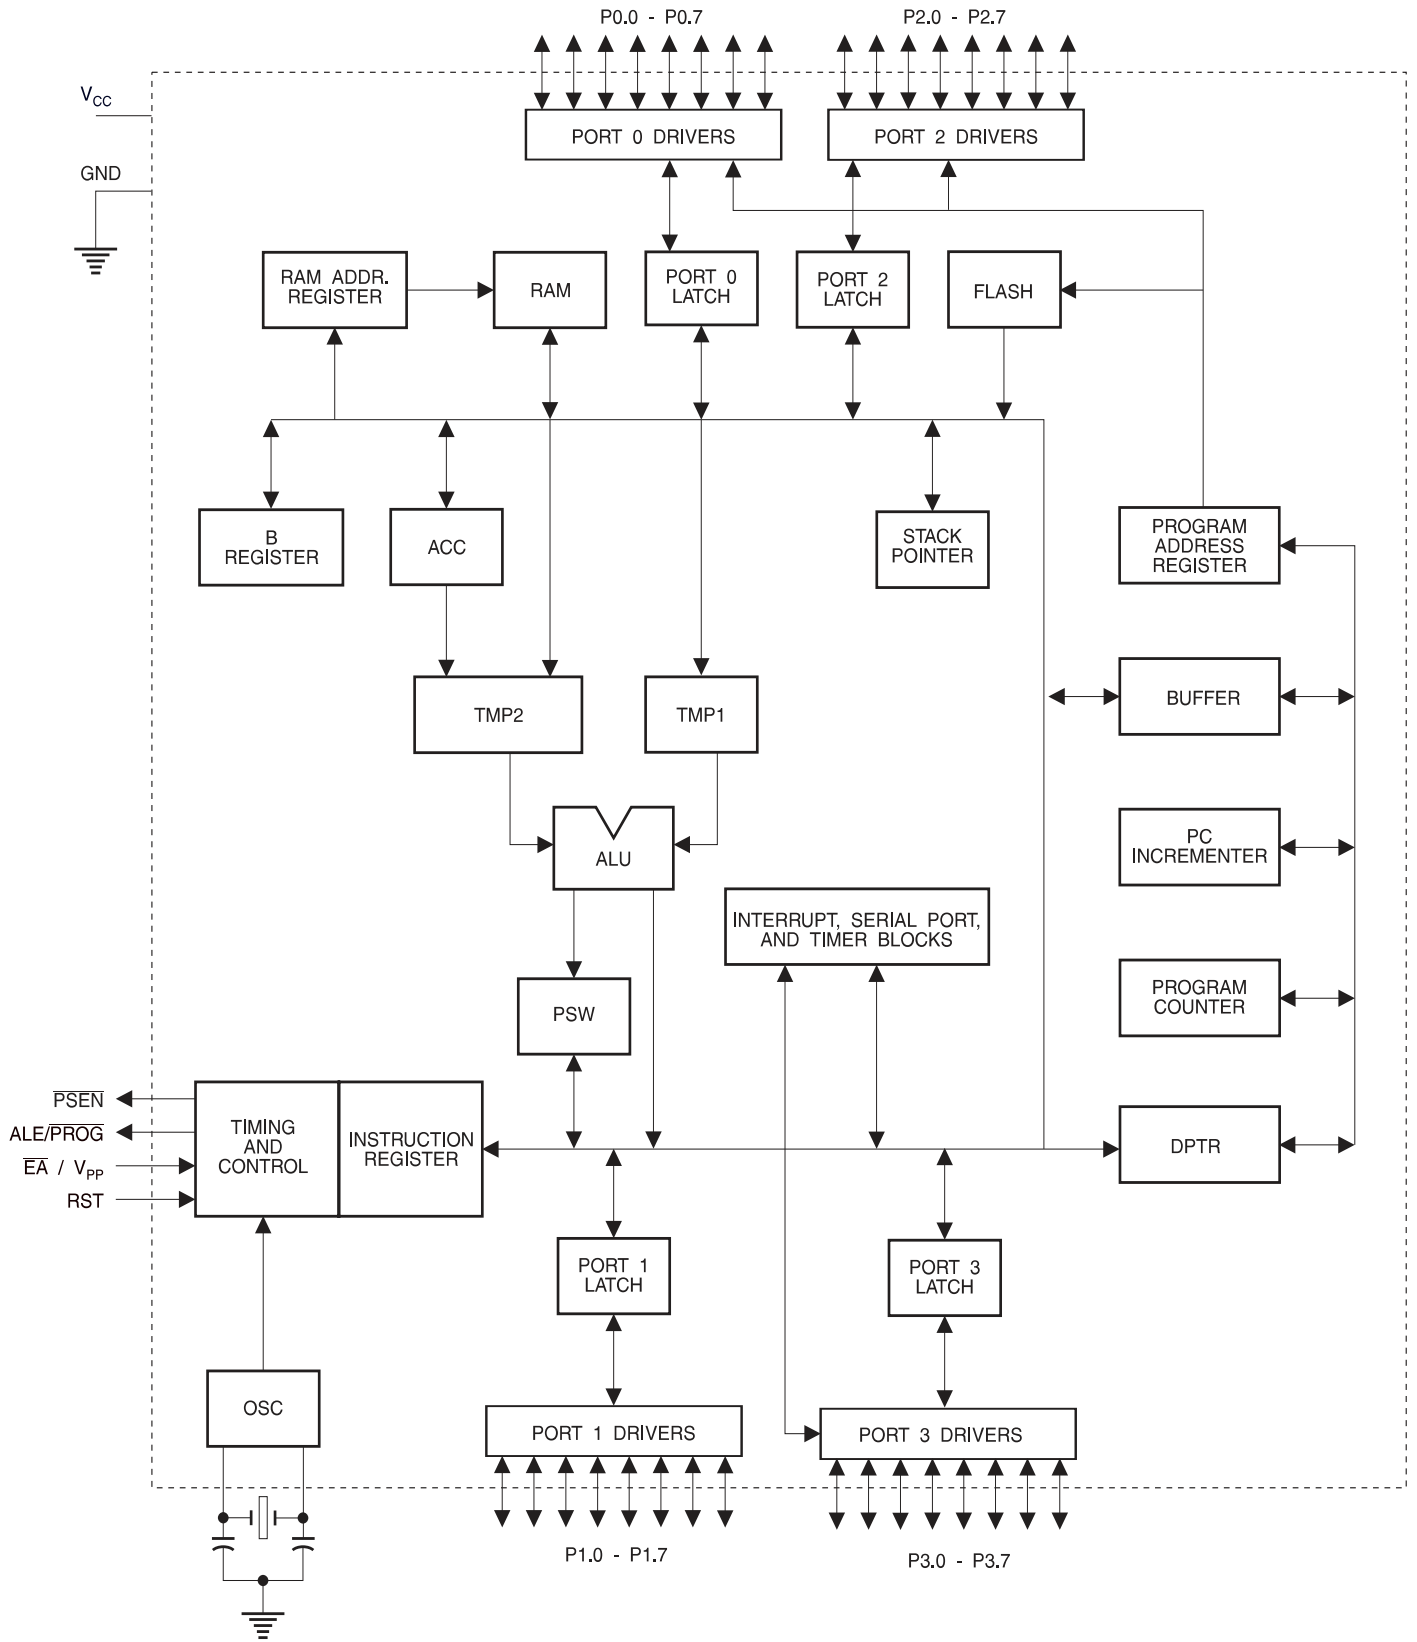 P0.0 - P0.7
P2.0 - P2.7
VCC
PORT 0 DRIVERS
PORT 2 DRIVERS
GND
RAM ADDR.
REGISTER
RAM
PORT 0
LATCH
PORT 2
LATCH
FLASH
B
REGISTER
ACC
STACK
POINTER
PROGRAM
ADDRESS
REGISTER
TMP2
TMP1
BUFFER
ALU
PC
INCREMENTER
INTERRUPT, SERIAL PORT,
AND TIMER BLOCKS
PSW
PROGRAM
COUNTER
PSEN
ALE/PROG
EA / VPP
RST
TIMING
AND
CONTROL
INSTRUCTION
REGISTER
DPTR
PORT 1
LATCH
PORT 3
LATCH
OSC
PORT 1 DRIVERS
PORT 3 DRIVERS
P1.0 - P1.7
P3.0 - P3.7